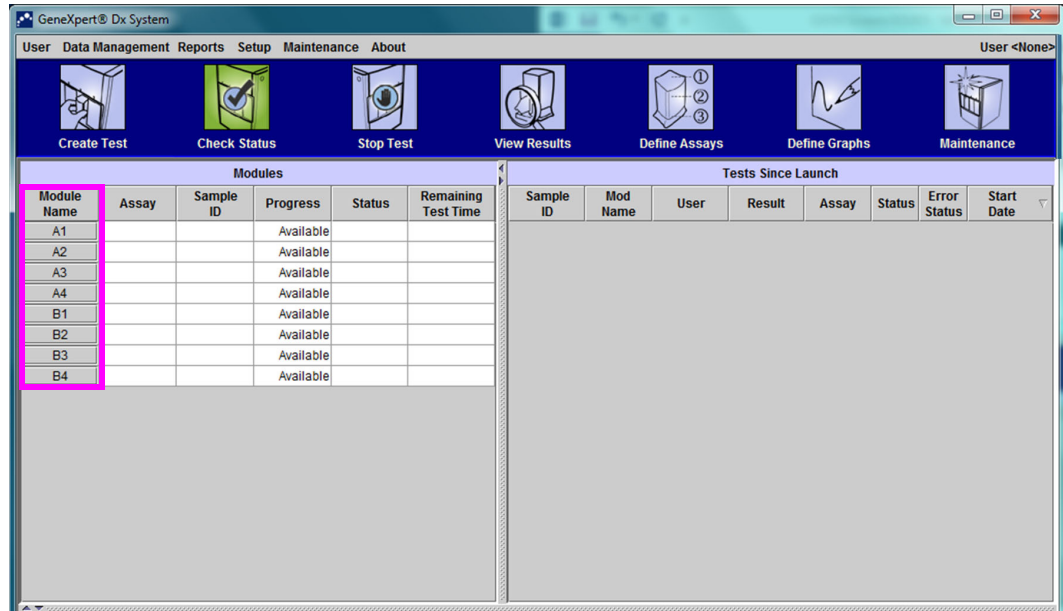 GeneXpert® Dx System
User Data Management Reports Setup Maintenance About User <None>
Create Test Check Status Stop Test View Results Define Assays Define Graphs Maintenance
Modules Tests Since Launch
Module Name Assay Sample ID Progress Status Remaining Test Time Sample ID Mod Name User Result Assay Status Error Status Start Date
A1 Available
A2 Available
A3 Available
A4 Available
B1 Available
B2 Available
B3 Available
B4 Available